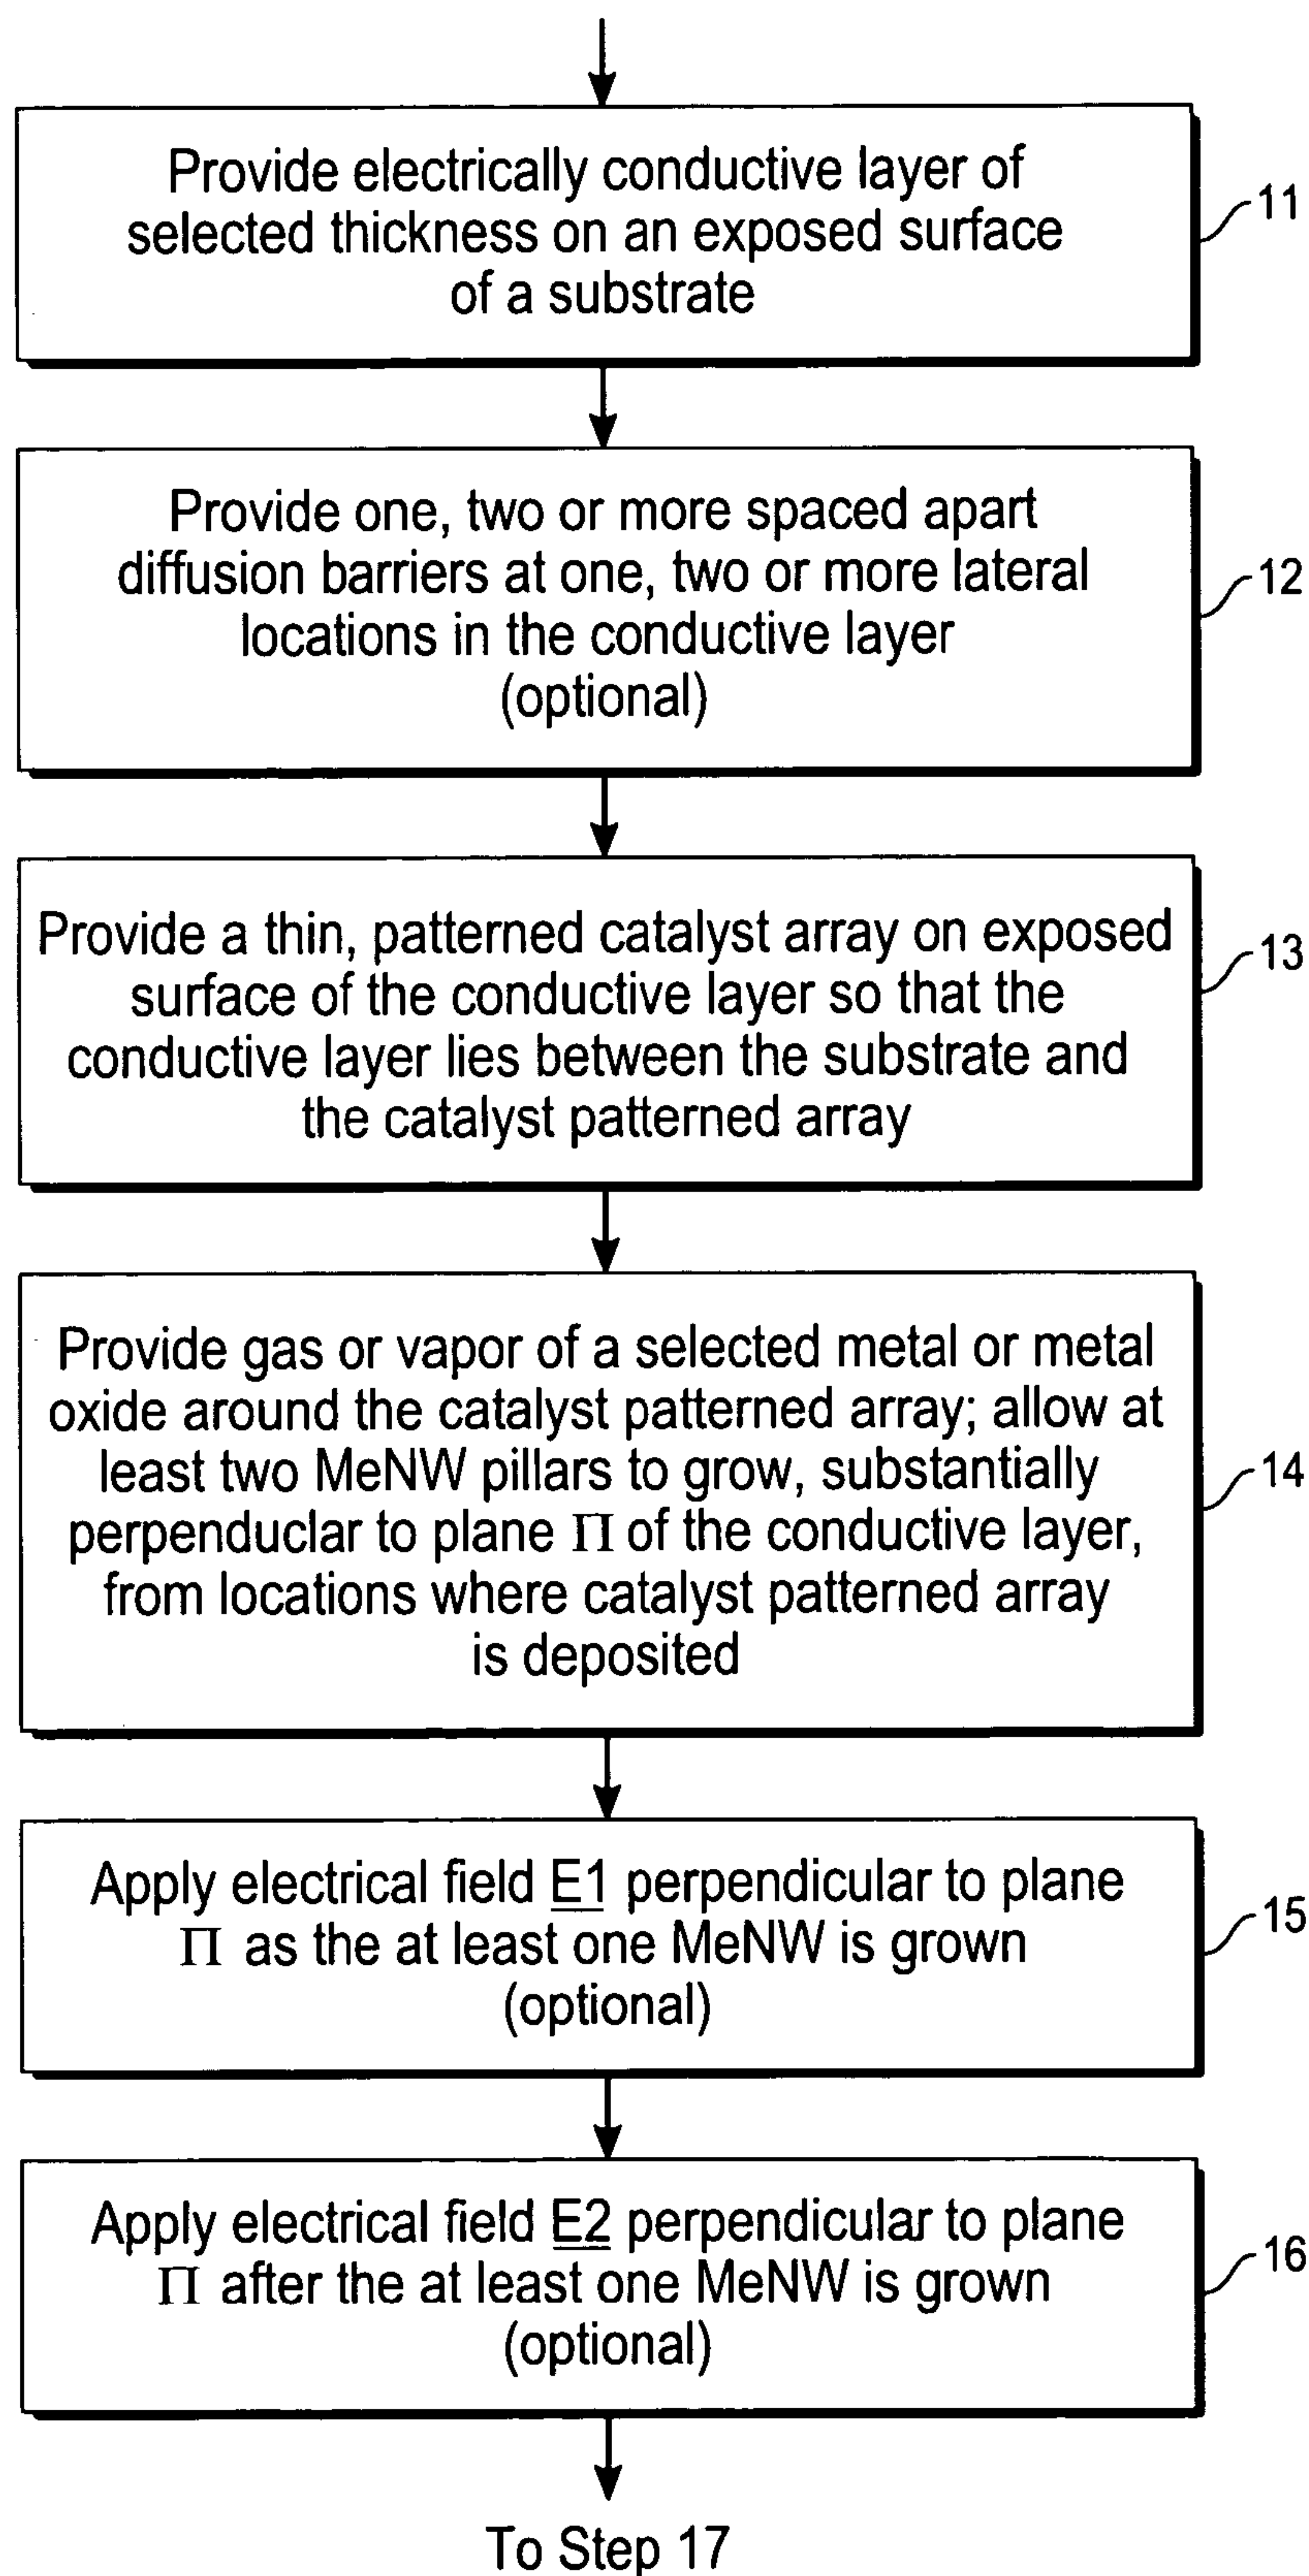 Provide electrically conductive layer of
selected thickness on an exposed surface
of a substrate
11
Provide one, two or more spaced apart
diffusion barriers at one, two or more lateral
locations in the conductive layer
(optional)
12
Provide a thin, patterned catalyst array on exposed
surface of the conductive layer so that the
conductive layer lies between the substrate and
the catalyst patterned array
13
Provide gas or vapor of a selected metal or metal
oxide around the catalyst patterned array; allow at
least two MeNW pillars to grow, substantially
perpenduclar to plane Π of the conductive layer,
from locations where catalyst patterned array
is deposited
14
Apply electrical field E1 perpendicular to plane
Π as the at least one MeNW is grown
(optional)
15
Apply electrical field E2 perpendicular to plane
Π after the at least one MeNW is grown
(optional)
16
To Step 17